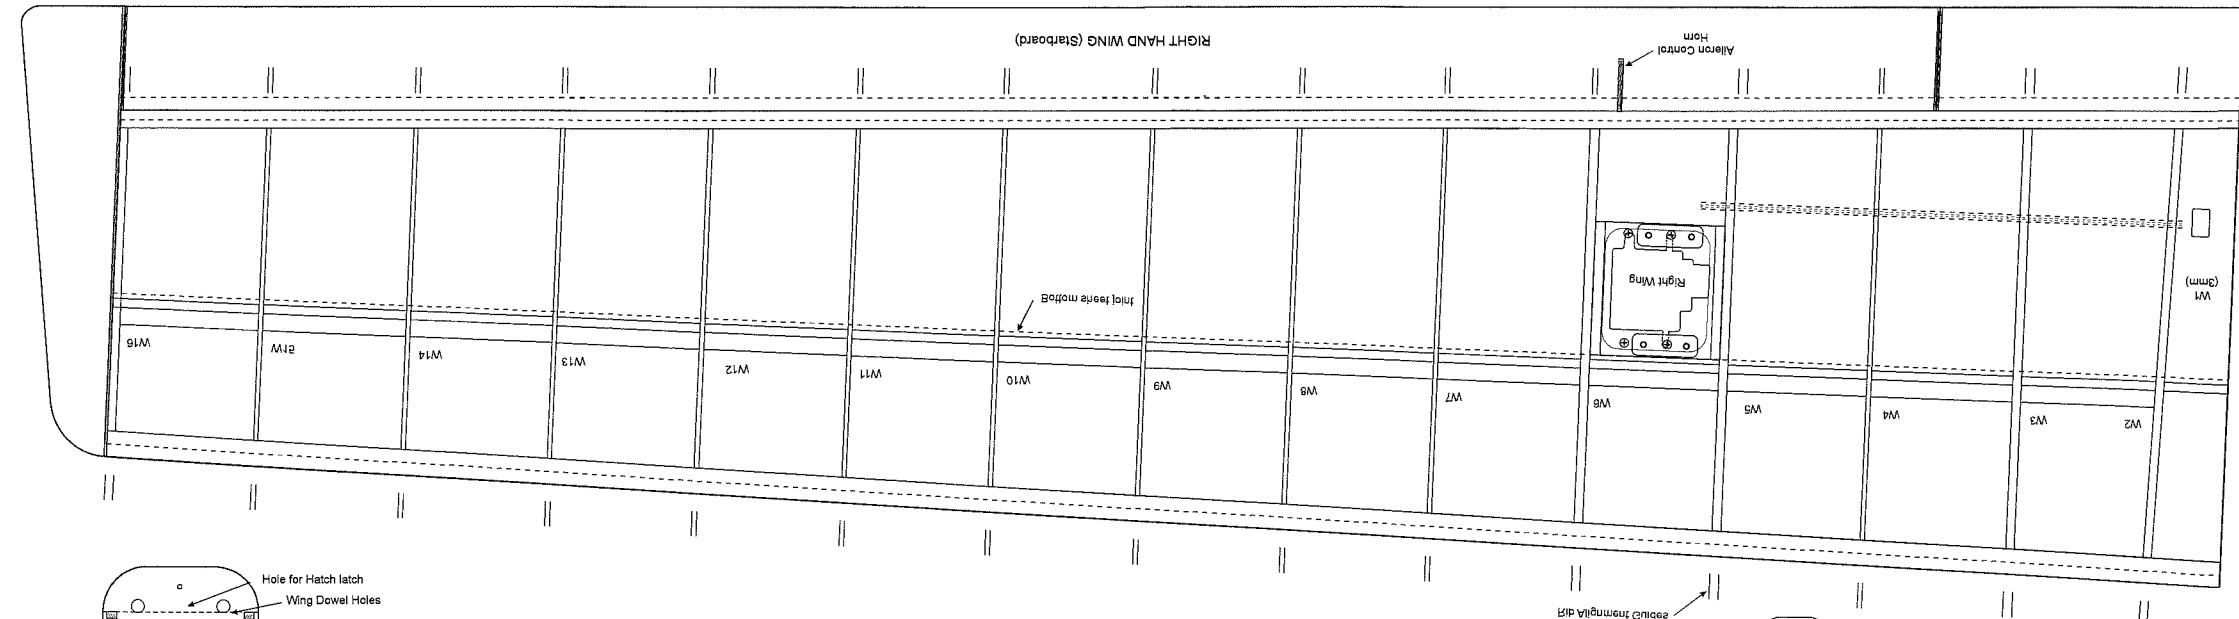 RIGHT HAND WING (Starboard)
Aileron Control
Horn
Right Wing
W1
(3mm)
Bottom sheet joint
W16
W15
W14
W13
W12
W11
W10
W9
W8
W7
W6
W5
W4
W3
W2
Hole for Hatch latch
Wing Dowel Holes
Rib Alignment Guides